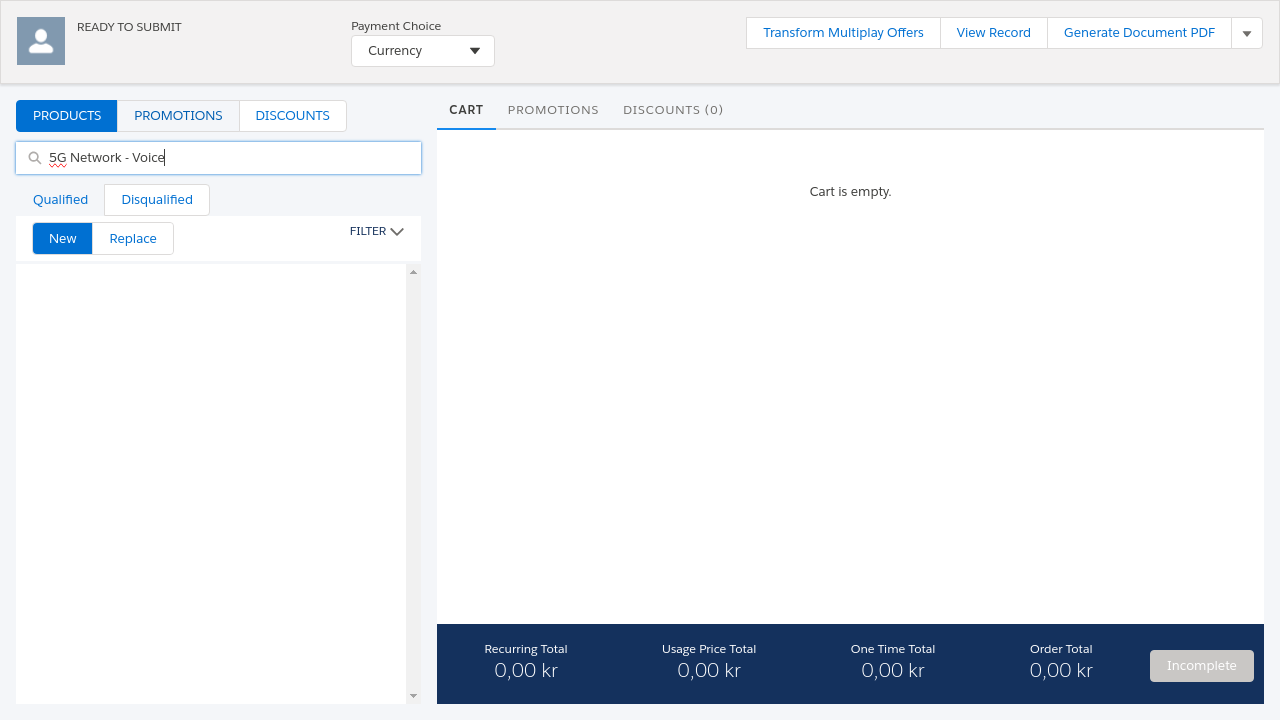 READY TO SUBMIT
Payment Choice
Currency
Transform Multiplay Offers
View Record
Generate Document PDF
PRODUCTS
PROMOTIONS
DISCOUNTS
5G Network - Voice
Qualified
Disqualified
New
Replace
FILTER
CART
PROMOTIONS
DISCOUNTS (0)
Cart is empty.
Recurring Total
0,00 kr
Usage Price Total
0,00 kr
One Time Total
0,00 kr
Order Total
0,00 kr
Incomplete